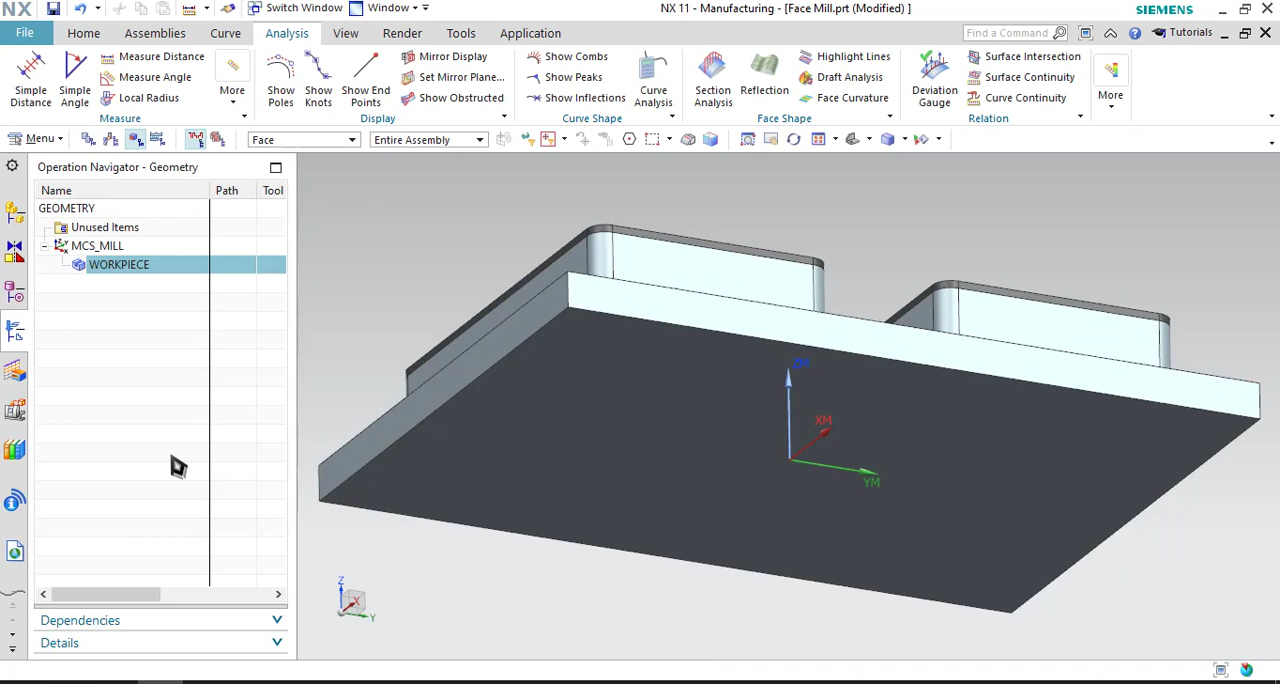 NX
Switch Window
Window
NX 11 - Manufacturing - [Face Mill.prt (Modified) ]
SIEMENS
File
Home
Assemblies
Curve
Analysis
View
Render
Tools
Application
Find a Command
Tutorials
Simple Distance
Simple Angle
Measure Distance
Measure Angle
Local Radius
More
Measure
Show Poles
Show Knots
Show End Points
Mirror Display
Set Mirror Plane...
Show Obstructed
Display
Show Combs
Show Peaks
Show Inflections
Curve Analysis
Curve Shape
Section Analysis
Reflection
Highlight Lines
Draft Analysis
Face Curvature
Face Shape
Deviation Gauge
Surface Intersection
Surface Continuity
Curve Continuity
More
Relation
Menu
Face
Entire Assembly
Operation Navigator - Geometry
Name
Path
Tool
GEOMETRY
Unused Items
MCS_MILL
WORKPIECE
ZM
XM
YM
Z
X
Y
Dependencies
Details